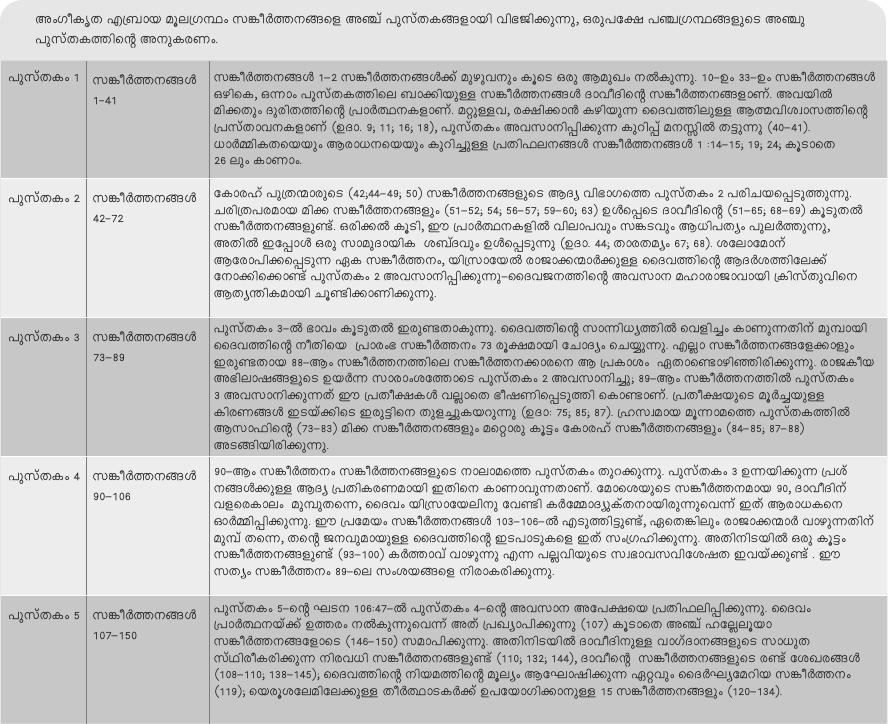 അംഗീകൃത എബ്രായ മൂലഗ്രന്ഥം സങ്കീർത്തനങ്ങളെ അഞ്ച് പുസ്തകങ്ങളായി വിഭജിക്കുന്നു, ഒരുപക്ഷേ പഞ്ചഗ്രന്ഥങ്ങളുടെ അഞ്ചു
പുസ്തകത്തിന്റെ അനുകരണം.
പുസ്തകം 1
സങ്കീർത്തനങ്ങൾ
1–41
സങ്കീർത്തനങ്ങൾ 1–2 സങ്കീർത്തനങ്ങൾക്ക് മുഴുവനും കൂടെ ഒരു ആമുഖം നൽകുന്നു. 10–ഉം 33–ഉം സങ്കീർത്തനങ്ങൾ
ഒഴികെ, ഒന്നാം പുസ്തകത്തിലെ ബാക്കിയുള്ള സങ്കീർത്തനങ്ങൾ ദാവീദിന്റെ സങ്കീർത്തനങ്ങളാണ്. അവയിൽ
മിക്കതും ദുരിതത്തിന്റെ പ്രാർത്ഥനകളാണ്. മറ്റുള്ളവ, രക്ഷിക്കാൻ കഴിയുന്ന ദൈവത്തിലുള്ള ആത്മവിശ്വാസത്തിന്റെ
പ്രസ്താവനകളാണ് (ഉദാ. 9; 11; 16; 18), പുസ്തകം അവസാനിപ്പിക്കുന്ന കുറിപ്പ് മനസ്സിൽ തട്ടുന്നു (40–41).
ധാർമ്മികതയെയും ആരാധനയെയും കുറിച്ചുള്ള പ്രതിഫലനങ്ങൾ സങ്കീർത്തനങ്ങൾ 1 :14–15; 19; 24; കൂടാതെ
26 ലും കാണാം.
പുസ്തകം 2
സങ്കീർത്തനങ്ങൾ
42–72
കോരഹ് പുത്രന്മാരുടെ (42;44–49; 50) സങ്കീർത്തനങ്ങളുടെ ആദ്യ വിഭാഗത്തെ പുസ്തകം 2 പരിചയപ്പെടുത്തുന്നു.
ചരിത്രപരമായ മിക്ക സങ്കീർത്തനങ്ങളും (51–52; 54; 56–57; 59–60; 63) ഉൾപ്പെടെ ദാവീദിന്റെ (51–65; 68–69) കൂടുതൽ
സങ്കീർത്തനങ്ങളുണ്ട്. ഒരിക്കൽ കൂടി, ഈ പ്രാർത്ഥനകളിൽ വിലാപവും സങ്കടവും ആധിപത്യം പുലർത്തുന്നു,
അതിൽ ഇപ്പോൾ ഒരു സാമുദായിക ശബ്ദവും ഉൾപ്പെടുന്നു (ഉദാ. 44; താരതമ്യം 67; 68). ശലോമോന്
ആരോപിക്കപ്പെടുന്ന ഏക സങ്കീർത്തനം, യിസ്രായേൽ രാജാക്കന്മാർക്കുള്ള ദൈവത്തിന്റെ ആദർശത്തിലേക്ക്
നോക്കിക്കൊണ്ട് പുസ്തകം 2 അവസാനിപ്പിക്കുന്നു–ദൈവജനത്തിന്റെ അവസാന മഹാരാജാവായി ക്രിസ്തുവിനെ
ആത്യന്തികമായി ചൂണ്ടിക്കാണിക്കുന്നു.
പുസ്തകം 3
സങ്കീർത്തനങ്ങൾ
73–89
പുസ്തകം 3–ൽ ഭാവം കൂടുതൽ ഇരുണ്ടതാകുന്നു. ദൈവത്തിന്റെ സാന്നിധ്യത്തിൽ വെളിച്ചം കാണുന്നതിന് മുമ്പായി
ദൈവത്തിന്റെ നീതിയെ പ്രാരംഭ സങ്കീർത്തനം 73 രൂക്ഷമായി ചോദ്യം ചെയ്യുന്നു. എല്ലാ സങ്കീർത്തനങ്ങളേക്കാളും
ഇരുണ്ടതായ 88–ആം സങ്കീർത്തനത്തിലെ സങ്കീർത്തനക്കാരനെ ആ പ്രകാശം ഏതാണ്ടൊഴിഞ്ഞിരിക്കുന്നു. രാജകീയ
അഭിലാഷങ്ങളുടെ ഉയർന്ന സാരാംശത്തോടെ പുസ്തകം 2 അവസാനിച്ചു; 89–ആം സങ്കീർത്തനത്തിൽ പുസ്തകം
3 അവസാനിക്കുന്നത് ഈ പ്രതീക്ഷകൾ വല്ലാതെ ഭീഷണിപ്പെടുത്തി കൊണ്ടാണ്. പ്രതീക്ഷയുടെ മൂർച്ചയുള്ള
കിരണങ്ങൾ ഇടയ്ക്കിടെ ഇരുട്ടിനെ തുളച്ചുകയറുന്നു (ഉദാ: 75; 85; 87). ഹ്രസ്വമായ മൂന്നാമത്തെ പുസ്തകത്തിൽ
ആസാഫിന്റെ (73–83) മിക്ക സങ്കീർത്തനങ്ങളും മറ്റൊരു കൂട്ടം കോരഹ് സങ്കീർത്തനങ്ങളും (84–85; 87–88)
അടങ്ങിയിരിക്കുന്നു.
പുസ്തകം 4
സങ്കീർത്തനങ്ങൾ
90–106
90–ആം സങ്കീർത്തനം സങ്കീർത്തനങ്ങളുടെ നാലാമത്തെ പുസ്തകം തുറക്കുന്നു. പുസ്തകം 3 ഉന്നയിക്കുന്ന പ്രശ്
നങ്ങൾക്കുള്ള ആദ്യ പ്രതികരണമായി ഇതിനെ കാണാവുന്നതാണ്. മോശെയുടെ സങ്കീർത്തനമായ 90, ദാവീദിന്
വളരെകാലം മുമ്പുതന്നെ, ദൈവം യിസ്രായേലിനു വേണ്ടി കർമ്മോദ്യുക്തനായിരുന്നുവെന്ന് ഇത് ആരാധകനെ
ഓർമ്മിപ്പിക്കുന്നു. ഈ പ്രമേയം സങ്കീർത്തനങ്ങൾ 103–106–ൽ എടുത്തിട്ടുണ്ട്, ഏതെങ്കിലും രാജാക്കന്മാർ വാഴുന്നതിന്
മുമ്പ് തന്നെ, തന്റെ ജനവുമായുള്ള ദൈവത്തിന്റെ ഇടപാടുകളെ ഇത് സംഗ്രഹിക്കുന്നു. അതിനിടയിൽ ഒരു കൂട്ടം
സങ്കീർത്തനങ്ങളുണ്ട് (93–100) കർത്താവ് വാഴുന്നു എന്ന പല്ലവിയുടെ സ്വഭാവസവിശേഷത ഇവയ്ക്കുണ്ട് . ഈ
സത്യം സങ്കീർത്തനം 89–ലെ സംശയങ്ങളെ നിരാകരിക്കുന്നു.
പുസ്തകം 5
സങ്കീർത്തനങ്ങൾ
107–150
പുസ്തകം 5–ന്റെ ഘടന 106:47–ൽ പുസ്തകം 4–ന്റെ അവസാന അപേക്ഷയെ പ്രതിഫലിപ്പിക്കുന്നു. ദൈവം
പ്രാർത്ഥനയ്ക്ക് ഉത്തരം നൽകുന്നുവെന്ന് അത് പ്രഖ്യാപിക്കുന്നു (107) കൂടാതെ അഞ്ച് ഹല്ലേലൂയാ
സങ്കീർത്തനങ്ങളോടെ (146–150) സമാപിക്കുന്നു. അതിനിടയിൽ ദാവീദിനുള്ള വാഗ്ദാനങ്ങളുടെ സാധുത
സ്ഥിരീകരിക്കുന്ന നിരവധി സങ്കീർത്തനങ്ങളുണ്ട് (110; 132; 144), ദാവീന്റെ സങ്കീർത്തനങ്ങളുടെ രണ്ട് ശേഖരങ്ങൾ
(108–110; 138–145); ദൈവത്തിന്റെ നിയമത്തിന്റെ മൂല്യം ആഘോഷിക്കുന്ന ഏറ്റവും ദൈർഘ്യമേറിയ സങ്കീർത്തനം
(119); യെരൂശലേമിലേക്കുള്ള തീർത്ഥാടകർക്ക് ഉപയോഗിക്കാനുള്ള 15 സങ്കീർത്തനങ്ങളും (120–134).